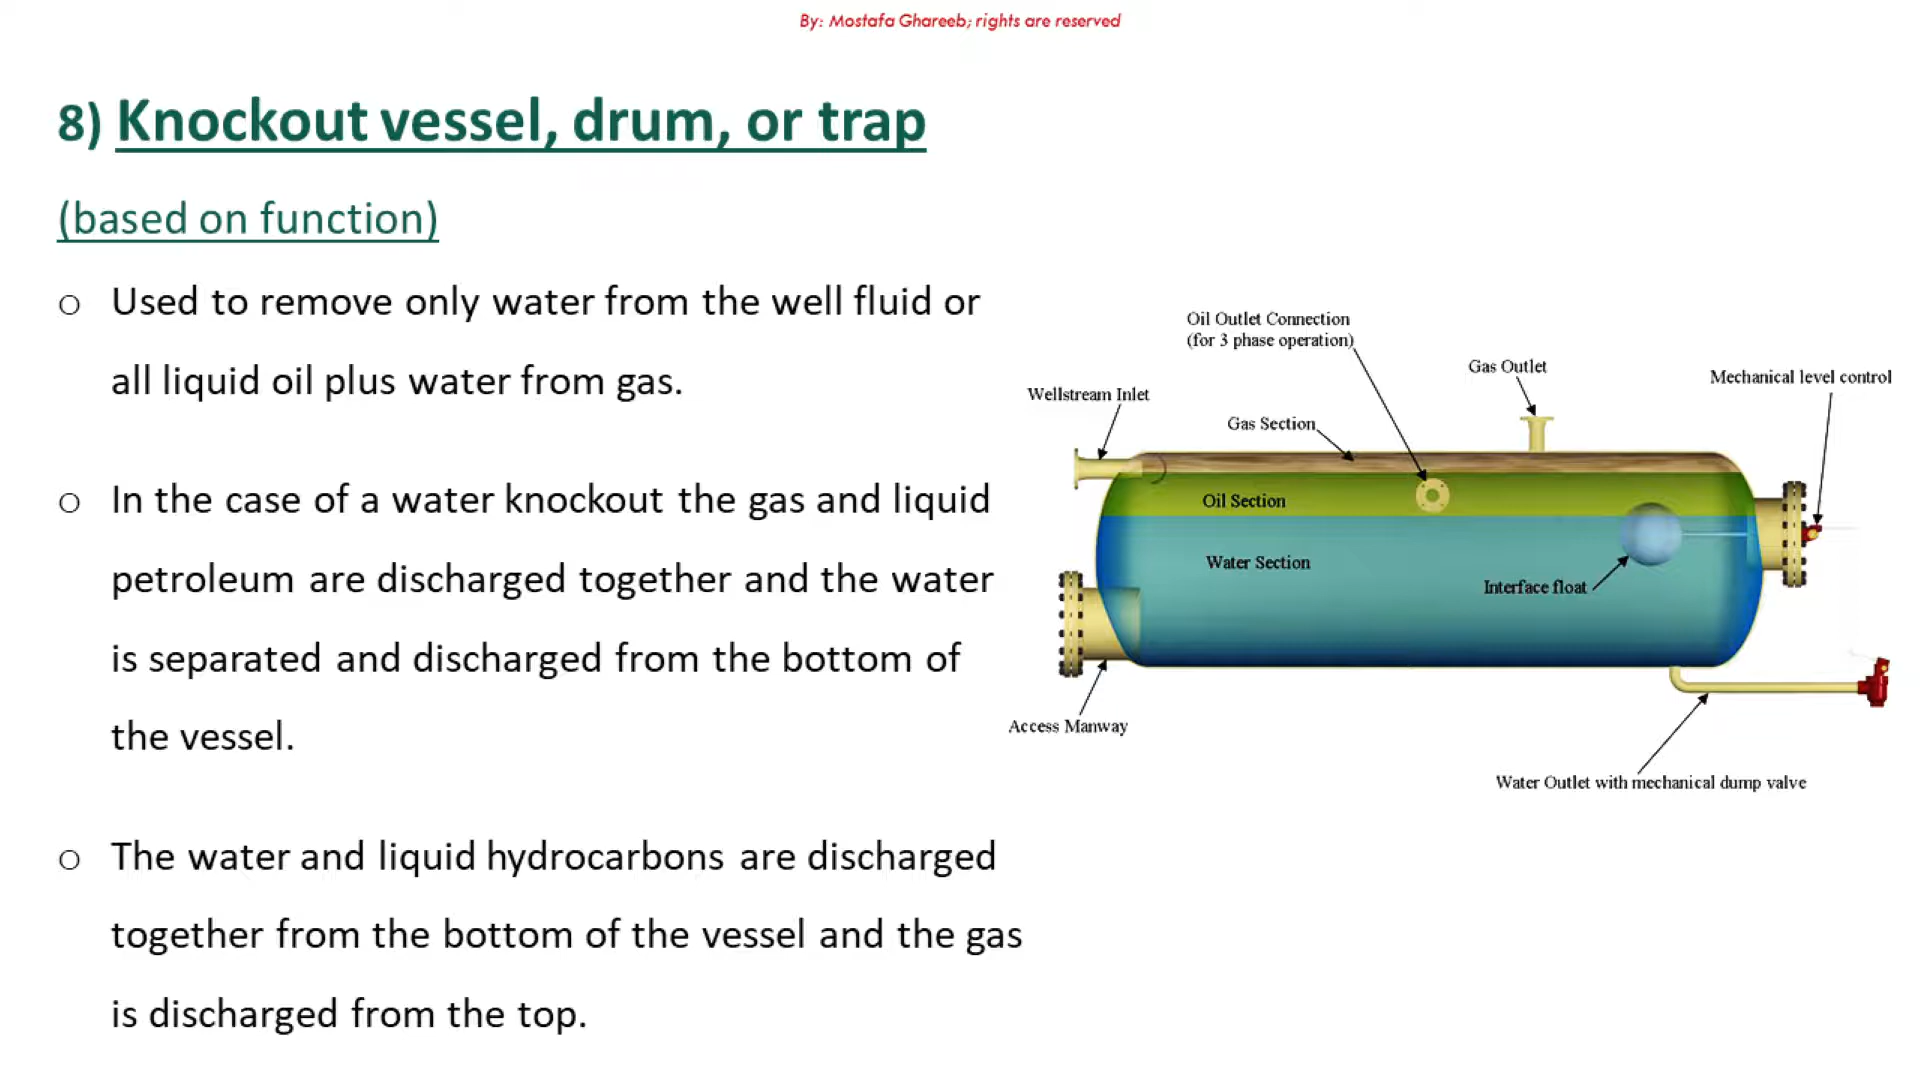 By: Mostafa Ghareeb; rights are reserved
8) Knockout vessel, drum, or trap
(based on function)
o Used to remove only water from the well fluid or
all liquid oil plus water from gas.
o In the case of a water knockout the gas and liquid
petroleum are discharged together and the water
is separated and discharged from the bottom of
the vessel.
o The water and liquid hydrocarbons are discharged
together from the bottom of the vessel and the gas
is discharged from the top.
Oil Outlet Connection
(for 3 phase operation)
Gas Outlet
Mechanical level control
Wellstream Inlet
Gas Section
Oil Section
Water Section
Interface float
Access Manway
Water Outlet with mechanical dump valve